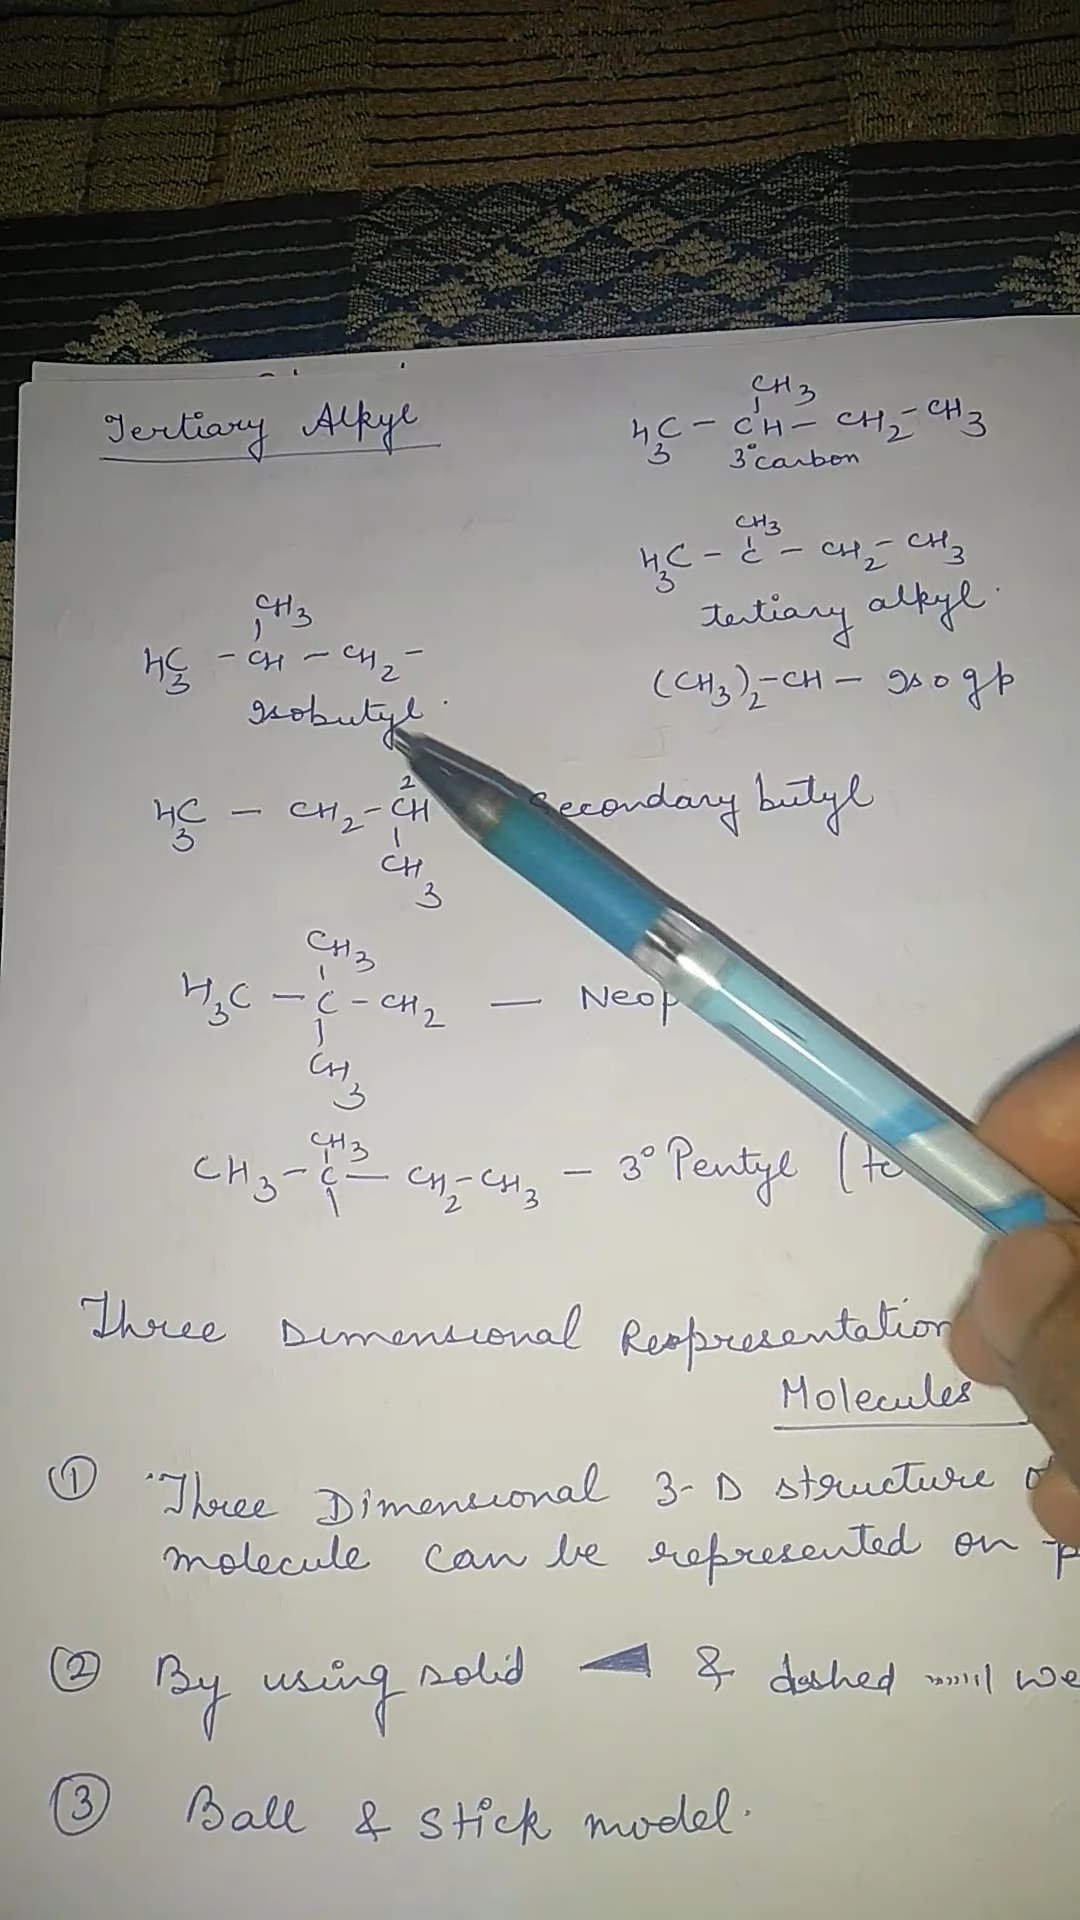 Tertiary Alkyl
CH3
H3C - CH - CH2 - CH3
3° carbon
CH3
H3C - C - CH2 - CH3
tertiary alkyl.
(CH3)2 - CH - Iso gp
CH3
H3C - CH - CH2 -
Isobutyl.
2
H3C - CH2 - CH secondary butyl
CH3
CH3
H3C - C - CH2 —
CH3
CH3
CH3 - C - CH2 - CH3 - 3° Pentyl
Three Dimensional Reopresentation
Molecules
① Three Dimensional 3-D structure
molecule can be represented on
② By using solid & dashed
③ Ball & stick model.